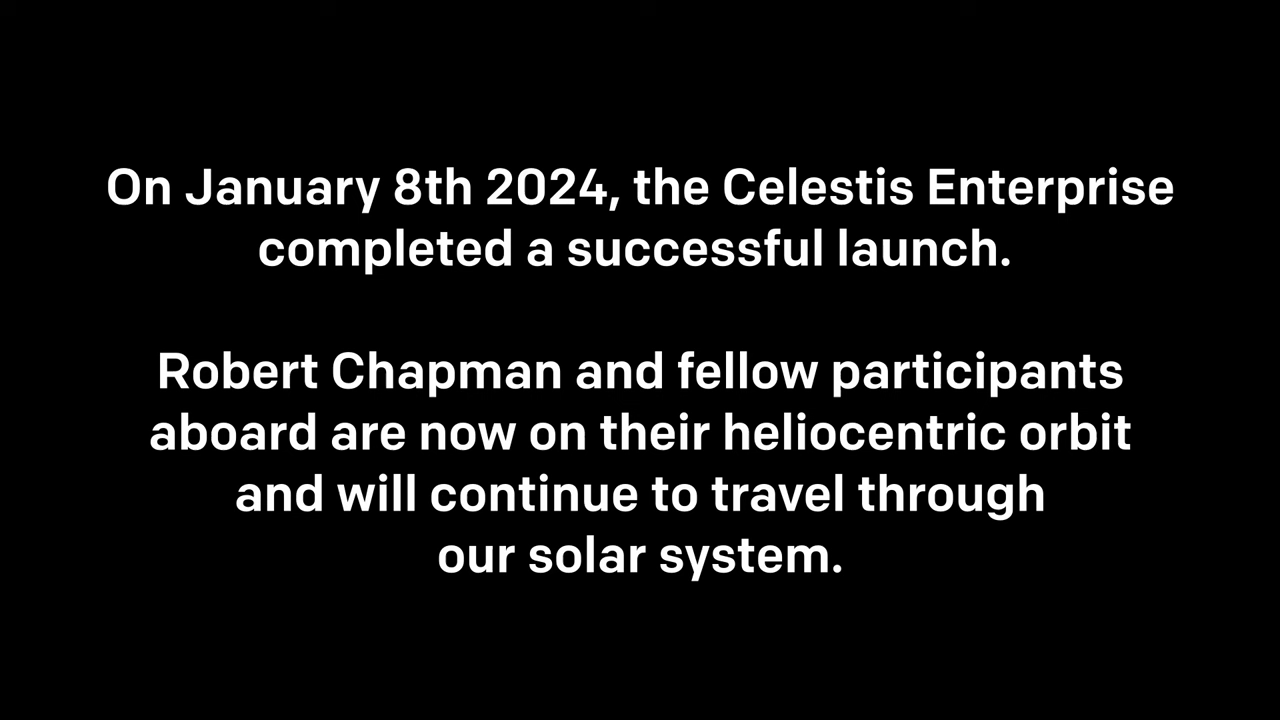 On January 8th 2024, the Celestis Enterprise
completed a successful launch.
Robert Chapman and fellow participants
aboard are now on their heliocentric orbit
and will continue to travel through
our solar system.